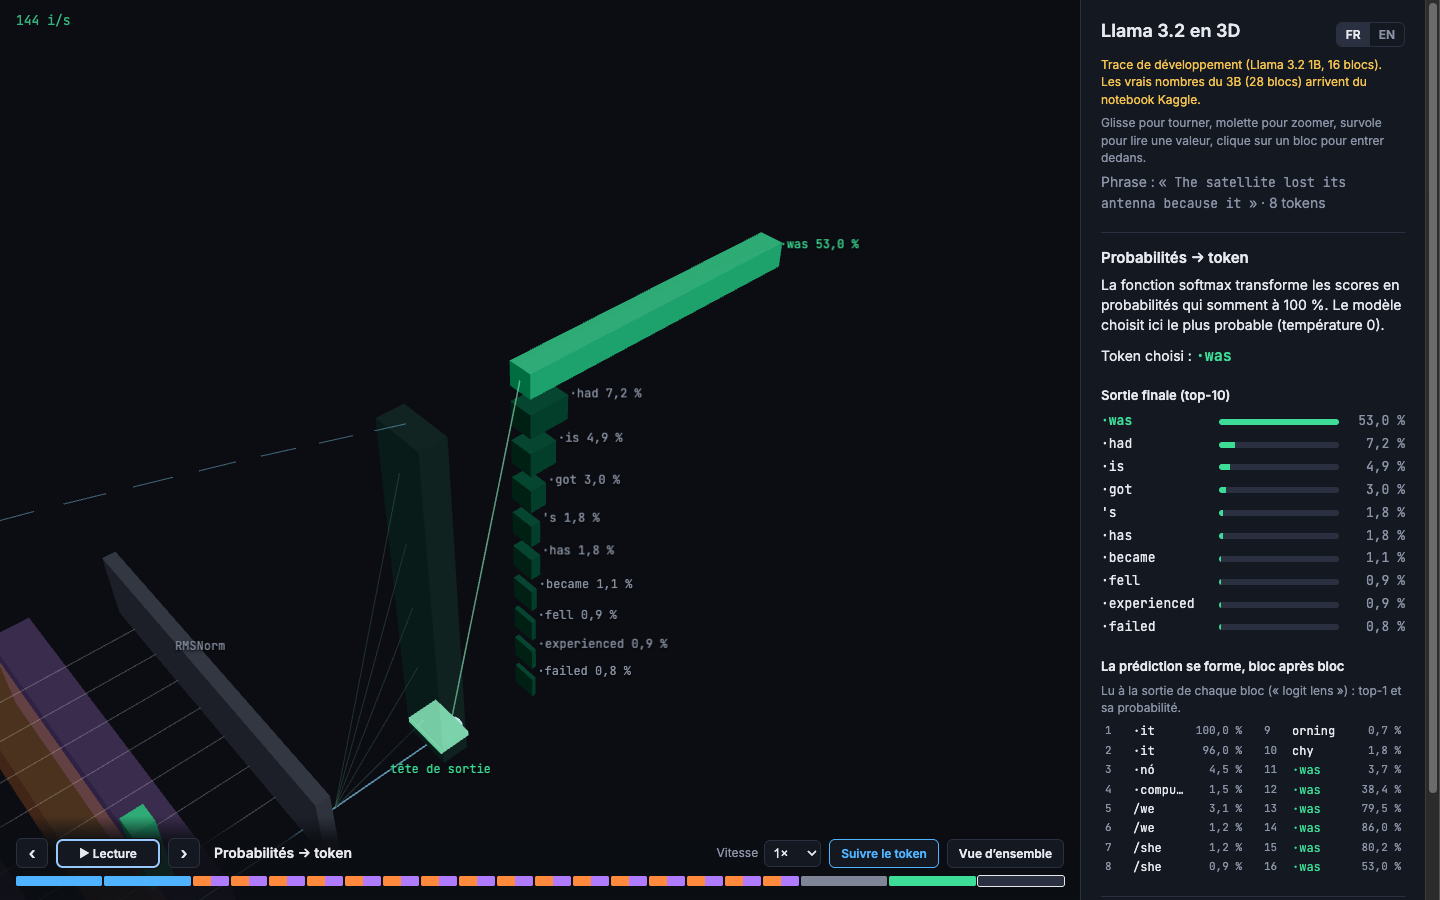 144 i/s
·was 53,0 %
·had 7,2 %
·is 4,9 %
·got 3,0 %
's 1,8 %
·has 1,8 %
·became 1,1 %
·fell 0,9 %
·experienced 0,9 %
·failed 0,8 %
RMSNorm
tête de sortie
‹ ▶ Lecture › Probabilités → token
Vitesse 1× Suivre le token Vue d'ensemble
Llama 3.2 en 3D
FR EN
Trace de développement (Llama 3.2 1B, 16 blocs).
Les vrais nombres du 3B (28 blocs) arrivent du
notebook Kaggle.
Glisse pour tourner, molette pour zoomer, survole
pour lire une valeur, clique sur un bloc pour entrer
dedans.
Phrase : « The satellite lost its
antenna because it » · 8 tokens
Probabilités → token
La fonction softmax transforme les scores en
probabilités qui somment à 100 %. Le modèle
choisit ici le plus probable (température 0).
Token choisi : ·was
Sortie finale (top-10)
·was 53,0 %
·had 7,2 %
·is 4,9 %
·got 3,0 %
's 1,8 %
·has 1,8 %
·became 1,1 %
·fell 0,9 %
·experienced 0,9 %
·failed 0,8 %
La prédiction se forme, bloc après bloc
Lu à la sortie de chaque bloc (« logit lens ») : top-1 et
sa probabilité.
1 ·it 100,0 % 9 orning 0,7 %
2 ·it 96,0 % 10 chy 1,8 %
3 ·nó 4,5 % 11 ·was 3,7 %
4 ·compu… 1,5 % 12 ·was 38,4 %
5 /we 3,1 % 13 ·was 79,5 %
6 /we 1,2 % 14 ·was 86,0 %
7 /she 1,2 % 15 ·was 80,2 %
8 /she 0,9 % 16 ·was 53,0 %